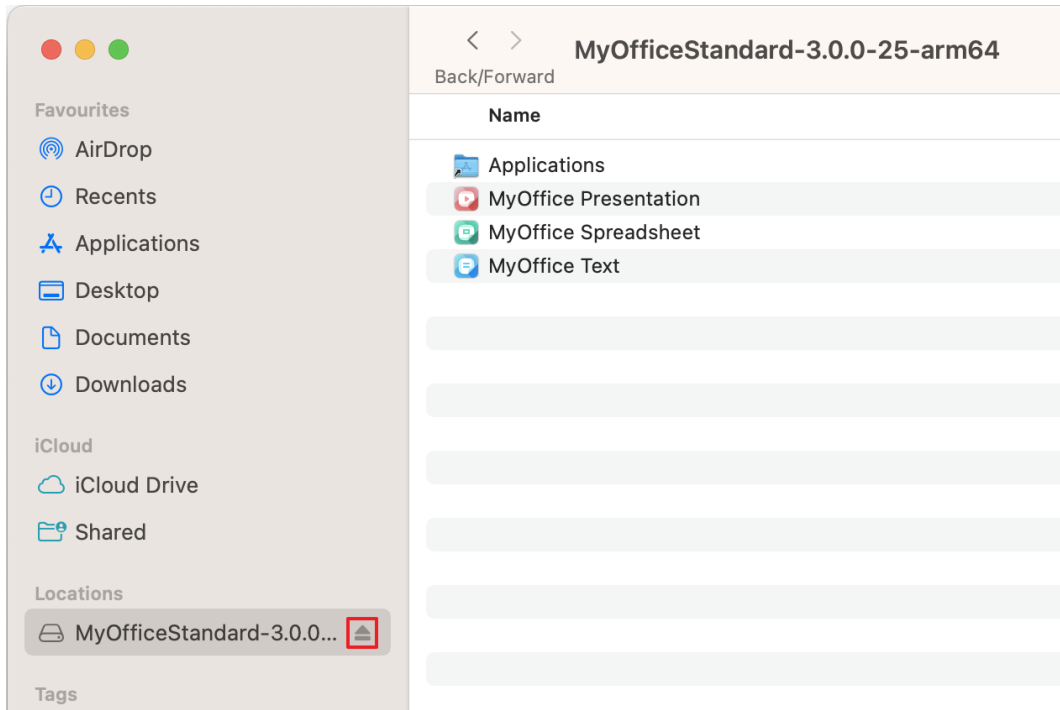 Favourites
AirDrop
Recents
Applications
Desktop
Documents
Downloads
iCloud
iCloud Drive
Shared
Locations
MyOfficeStandard-3.0.0...
Tags
MyOfficeStandard-3.0.0-25-arm64
Back/Forward
Name
Applications
MyOffice Presentation
MyOffice Spreadsheet
MyOffice Text